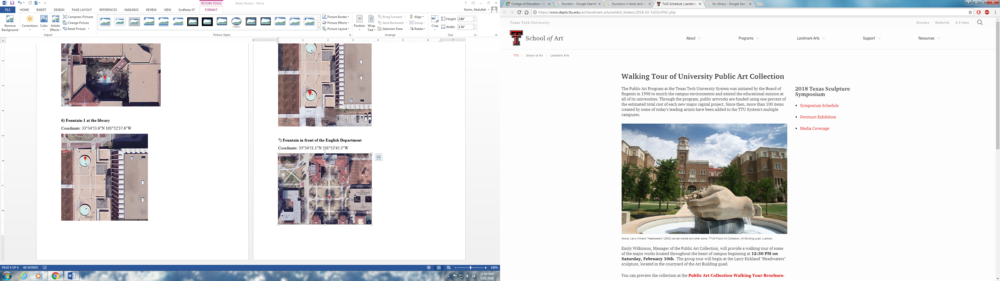 Water Bodies - Word
PICTURE TOOLS
FILE
HOME
INSERT
DESIGN
PAGE LAYOUT
REFERENCES
MAILINGS
REVIEW
VIEW
EndNote X7
FORMAT
Karim, Abdullah
Remove
Background
Corrections
Color
Artistic
Effects
Compress Pictures
Change Picture
Reset Picture
Adjust
Picture Styles
Picture Border
Picture Effects
Picture Layout
Position
Wrap
Text
Bring Forward
Send Backward
Selection Pane
Align
Group
Rotate
Arrange
Crop
Height: 2.84"
Width: 3.74"
Size
6) Fountain-1 at the library
Coordinate: 33°34'53.6"N 101°52'37.6"W
7) Fountain in front of the English Department
Coordinate: 33°34'51.1"N 101°52'45.3"W
PAGE 4 OF 4
68 WORDS
100%
11:09 AM
3/21/2018
College of Education - G
fountain - Google Search
fountains in texas tech u
TxSS Schedule | Landma
ttu library - Google Sear
https://www.depts.ttu.edu/art/landmark-arts/exhibit_folders/2018-02-TxSS/UPAC.php
Texas Tech University
Directory
Raiderlink
A-Z Index
School of Art
About
Programs
Landmark Arts
Support
Resources
TTU / School of Art / Landmark Arts
Walking Tour of University Public Art Collection
The Public Art Program at the Texas Tech University System was initiated by the Board of
Regents in 1998 to enrich the campus environments and extend the educational mission at
all of its universities. Through the program, public artworks are funded using one percent of
the estimated total cost of each new major capital project. Since then, more than 100 items
created by some of today's leading artists have been added to the TTU System's multiple
campuses.
2018 Texas Sculpture
Symposium
• Symposium Schedule
• Feminum Exhibition
• Media Coverage
Above: Larry Kirkland "Headwaters" (2002) carved marble and other stone, TTUS Public Art Collection, Art Building quad, Lubbock.
Emily Wilkinson, Manager of the Public Art Collection, will provide a walking tour of some
of the major works located throughout the heart of campus beginning at 12:30 PM on
Saturday, February 10th. The group tour will begin at the Larry Kirkland "Headwaters"
sculpture, located in the courtyard of the Art Building quad.
You can preview the collection at the Public Art Collection Walking Tour Brochure.